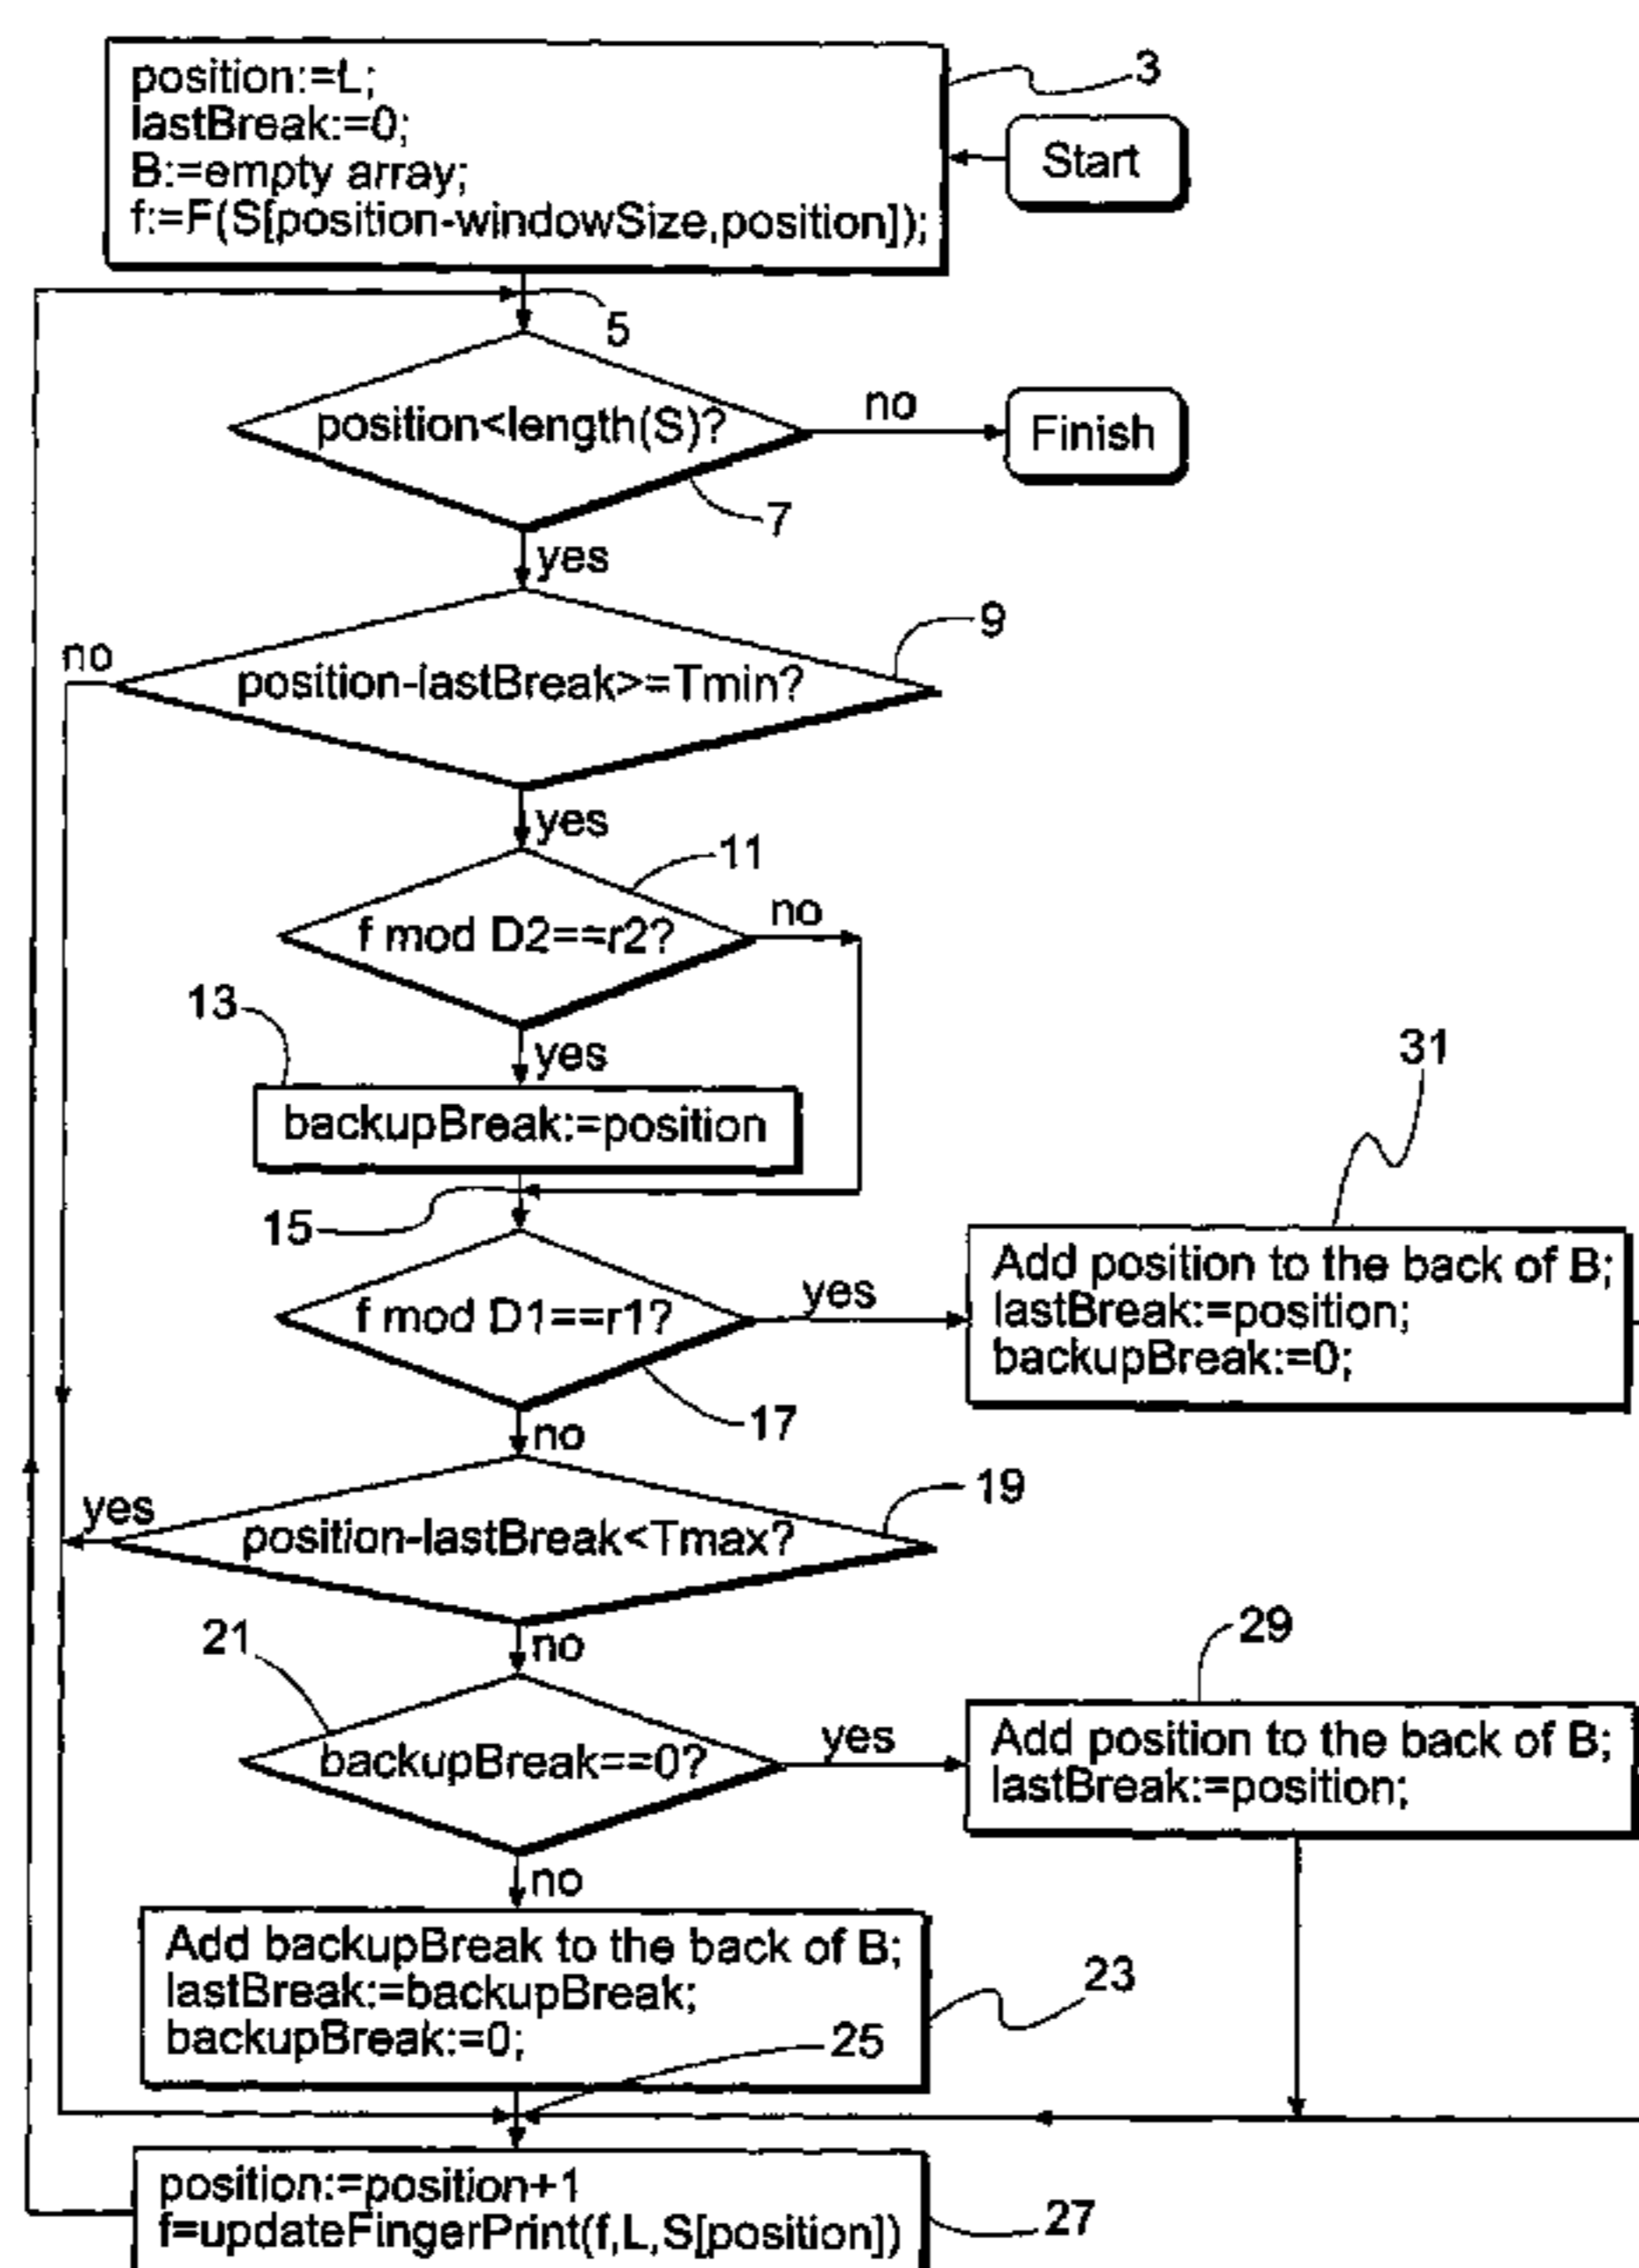 position:=L;
lastBreak:=0;
B:=empty array;
f:=F(S[position-windowSize,position]);
3
Start
5
position<length(S)?
no
Finish
7
yes
9
no
position-lastBreak>=Tmin?
yes
11
f mod D2==r2?
no
13
yes
backupBreak:=position
31
15
Add position to the back of B;
lastBreak:=position;
backupBreak:=0;
f mod D1==r1?
yes
17
no
19
yes
position-lastBreak<Tmax?
21
no
29
backupBreak==0?
yes
Add position to the back of B;
lastBreak:=position;
no
Add backupBreak to the back of B;
lastBreak:=backupBreak;
backupBreak:=0;
23
25
position:=position+1
f=updateFingerPrint(f,L,S[position])
27